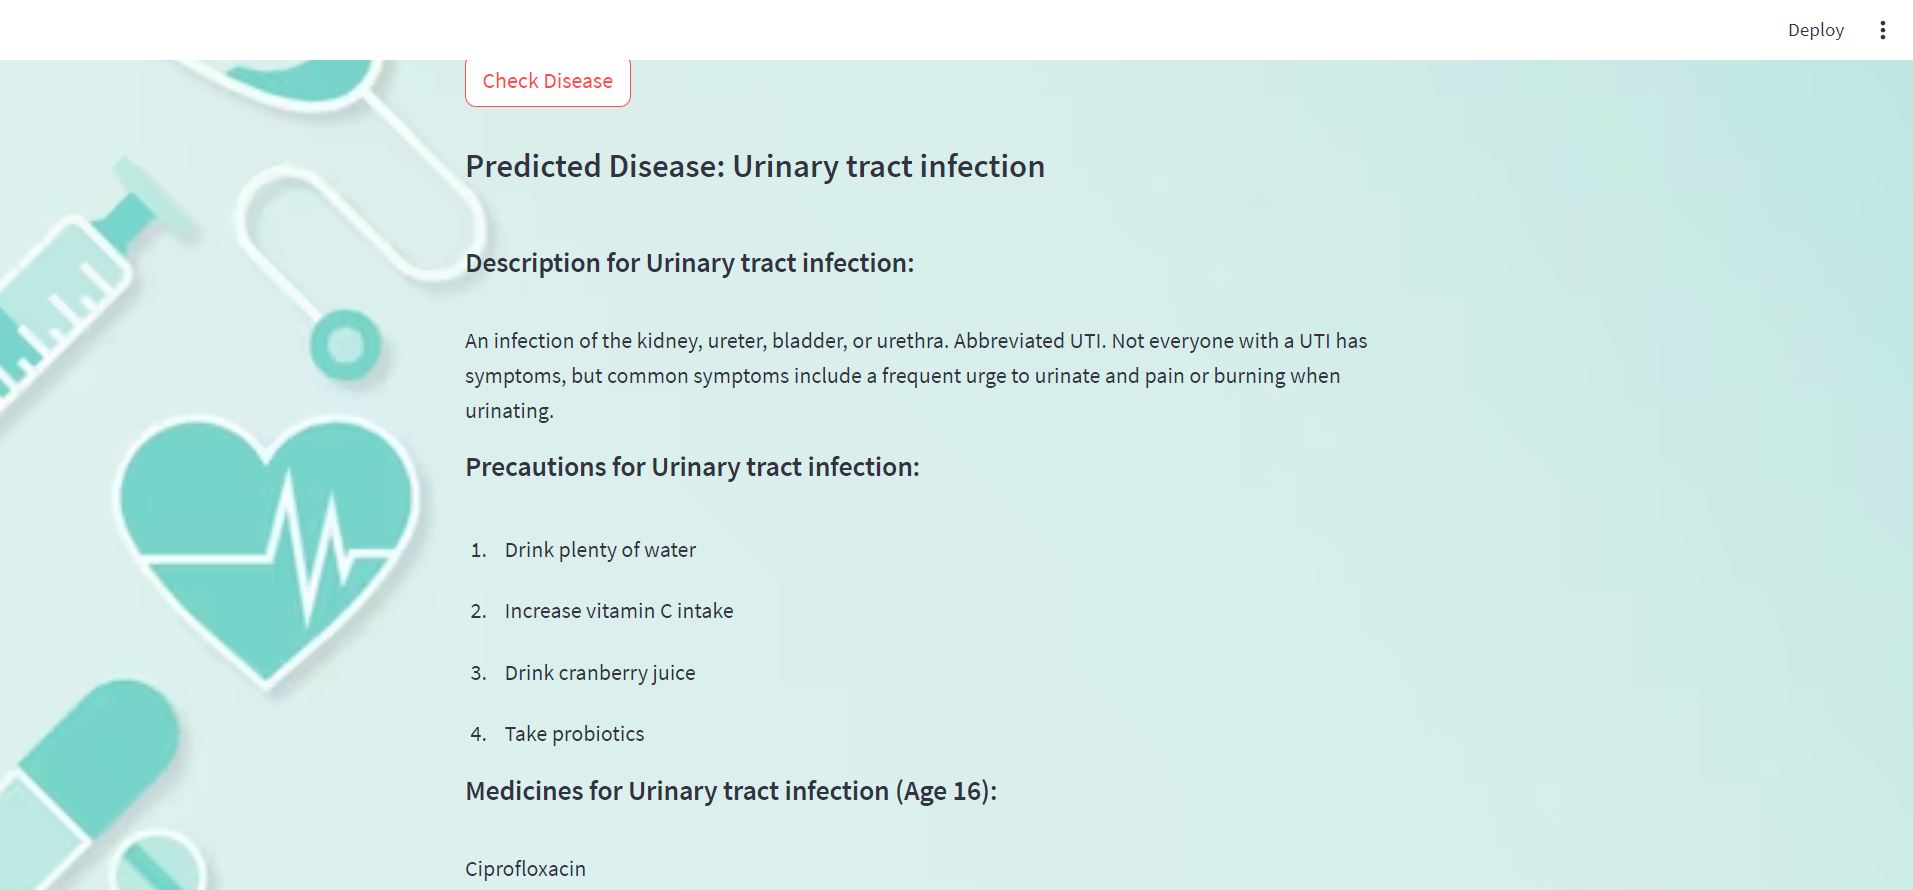 Deploy
Check Disease
Predicted Disease: Urinary tract infection
Description for Urinary tract infection:
An infection of the kidney, ureter, bladder, or urethra. Abbreviated UTI. Not everyone with a UTI has
symptoms, but common symptoms include a frequent urge to urinate and pain or burning when
urinating.
Precautions for Urinary tract infection:
1. Drink plenty of water
2. Increase vitamin C intake
3. Drink cranberry juice
4. Take probiotics
Medicines for Urinary tract infection (Age 16):
Ciprofloxacin